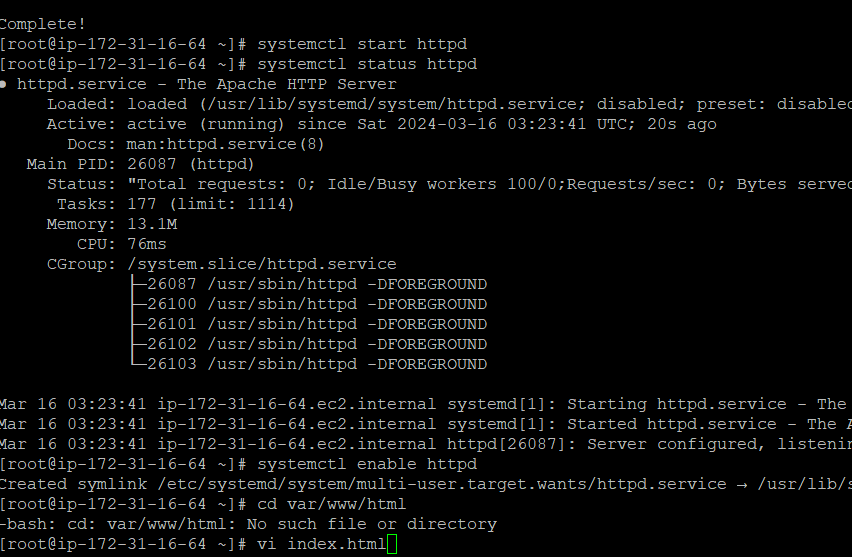 Complete!
[root@ip-172-31-16-64 ~]# systemctl start httpd
[root@ip-172-31-16-64 ~]# systemctl status httpd
● httpd.service - The Apache HTTP Server
Loaded: loaded (/usr/lib/systemd/system/httpd.service; disabled; preset: disabled
Active: active (running) since Sat 2024-03-16 03:23:41 UTC; 20s ago
Docs: man:httpd.service(8)
Main PID: 26087 (httpd)
Status: "Total requests: 0; Idle/Busy workers 100/0;Requests/sec: 0; Bytes served
Tasks: 177 (limit: 1114)
Memory: 13.1M
CPU: 76ms
CGroup: /system.slice/httpd.service
├─26087 /usr/sbin/httpd -DFOREGROUND
├─26100 /usr/sbin/httpd -DFOREGROUND
├─26101 /usr/sbin/httpd -DFOREGROUND
├─26102 /usr/sbin/httpd -DFOREGROUND
└─26103 /usr/sbin/httpd -DFOREGROUND
Mar 16 03:23:41 ip-172-31-16-64.ec2.internal systemd[1]: Starting httpd.service - The
Mar 16 03:23:41 ip-172-31-16-64.ec2.internal systemd[1]: Started httpd.service - The A
Mar 16 03:23:41 ip-172-31-16-64.ec2.internal httpd[26087]: Server configured, listenin
[root@ip-172-31-16-64 ~]# systemctl enable httpd
Created symlink /etc/systemd/system/multi-user.target.wants/httpd.service → /usr/lib/s
[root@ip-172-31-16-64 ~]# cd var/www/html
-bash: cd: var/www/html: No such file or directory
[root@ip-172-31-16-64 ~]# vi index.html